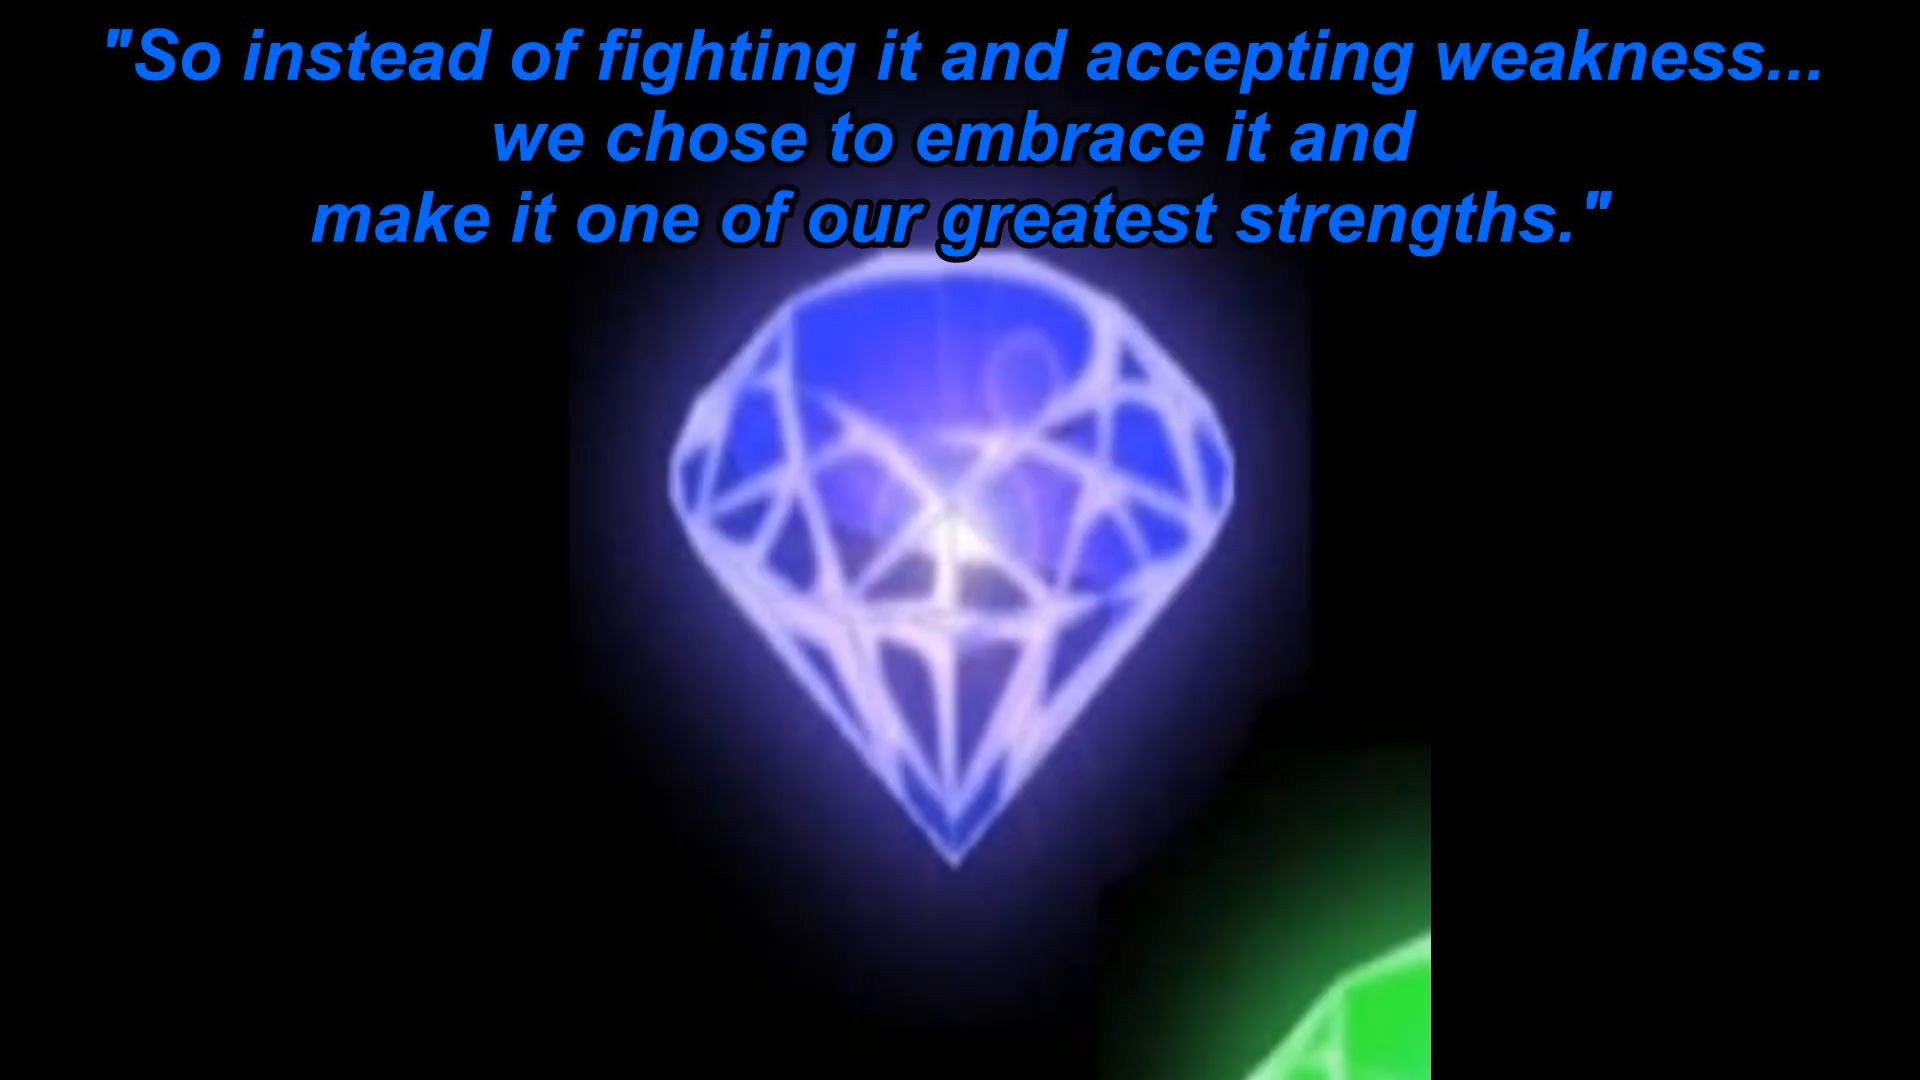 "So instead of fighting it and accepting weakness...
we chose to embrace it and
make it one of our greatest strengths."